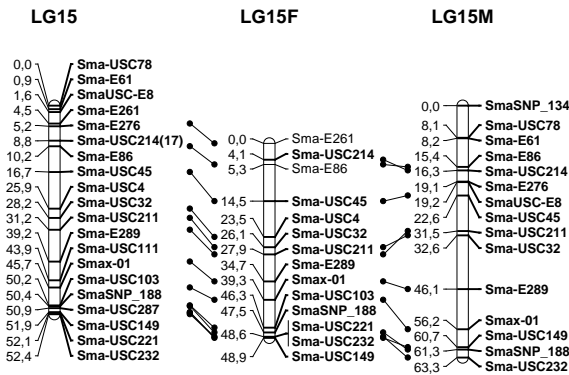 LG15
0,0 Sma-USC78
0,9 Sma-E61
1,6 SmaUSC-E8
4,5 Sma-E261
5,2 Sma-E276
8,8 Sma-USC214(17)
10,2 Sma-E86
16,7 Sma-USC45
25,9 Sma-USC4
28,2 Sma-USC32
31,2 Sma-USC211
39,2 Sma-E289
43,9 Sma-USC111
45,7 Smax-01
50,2 Sma-USC103
50,4 SmaSNP_188
50,9 Sma-USC287
51,9 Sma-USC149
52,1 Sma-USC221
52,4 Sma-USC232
LG15F
0,0 Sma-E261
4,1 Sma-USC214
5,3 Sma-E86
14,5 Sma-USC45
23,5 Sma-USC4
26,1 Sma-USC32
27,9 Sma-USC211
34,7 Sma-E289
39,3 Smax-01
46,3 Sma-USC103
47,5 SmaSNP_188
Sma-USC221
48,6 Sma-USC232
48,9 Sma-USC149
LG15M
0,0 SmaSNP_134
8,1 Sma-USC78
8,2 Sma-E61
15,4 Sma-E86
16,3 Sma-USC214
19,1 Sma-E276
19,2 SmaUSC-E8
22,6 Sma-USC45
31,5 Sma-USC211
32,6 Sma-USC32
46,1 Sma-E289
56,2 Smax-01
60,7 Sma-USC149
61,3 SmaSNP_188
63,3 Sma-USC232